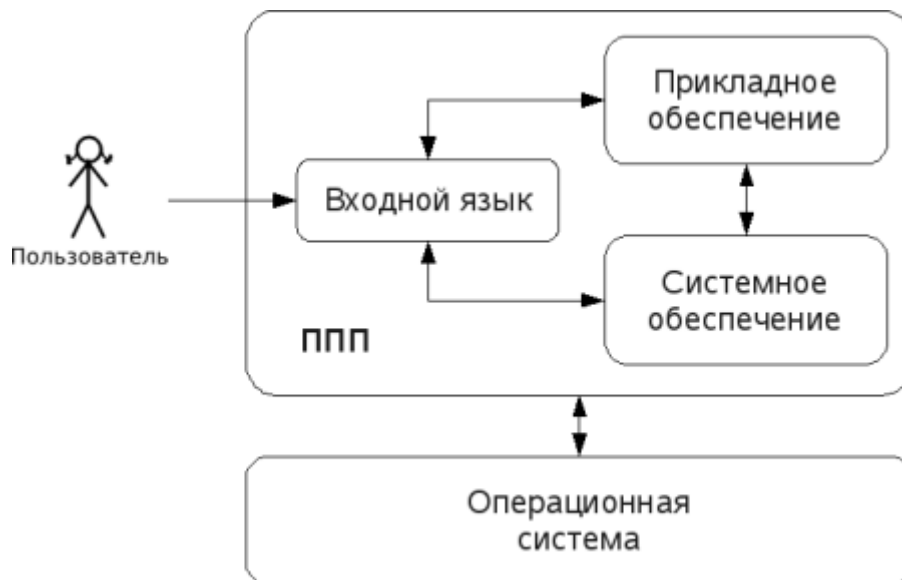 Прикладное
обеспечение
Входной язык
Пользователь
Системное
обеспечение
ППП
Операционная
система